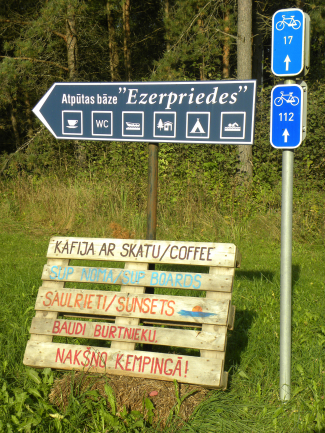 17
112
Atpūtas bāze "Ezerpriedes"
WC
KAFIJA AR SKATU/COFFEE
SUP NOMA/SUP BOARDS
SAULRIETI/SUNSETS
BAUDI BURTNIEKU
NAKŠŅO KEMPINGĀ!